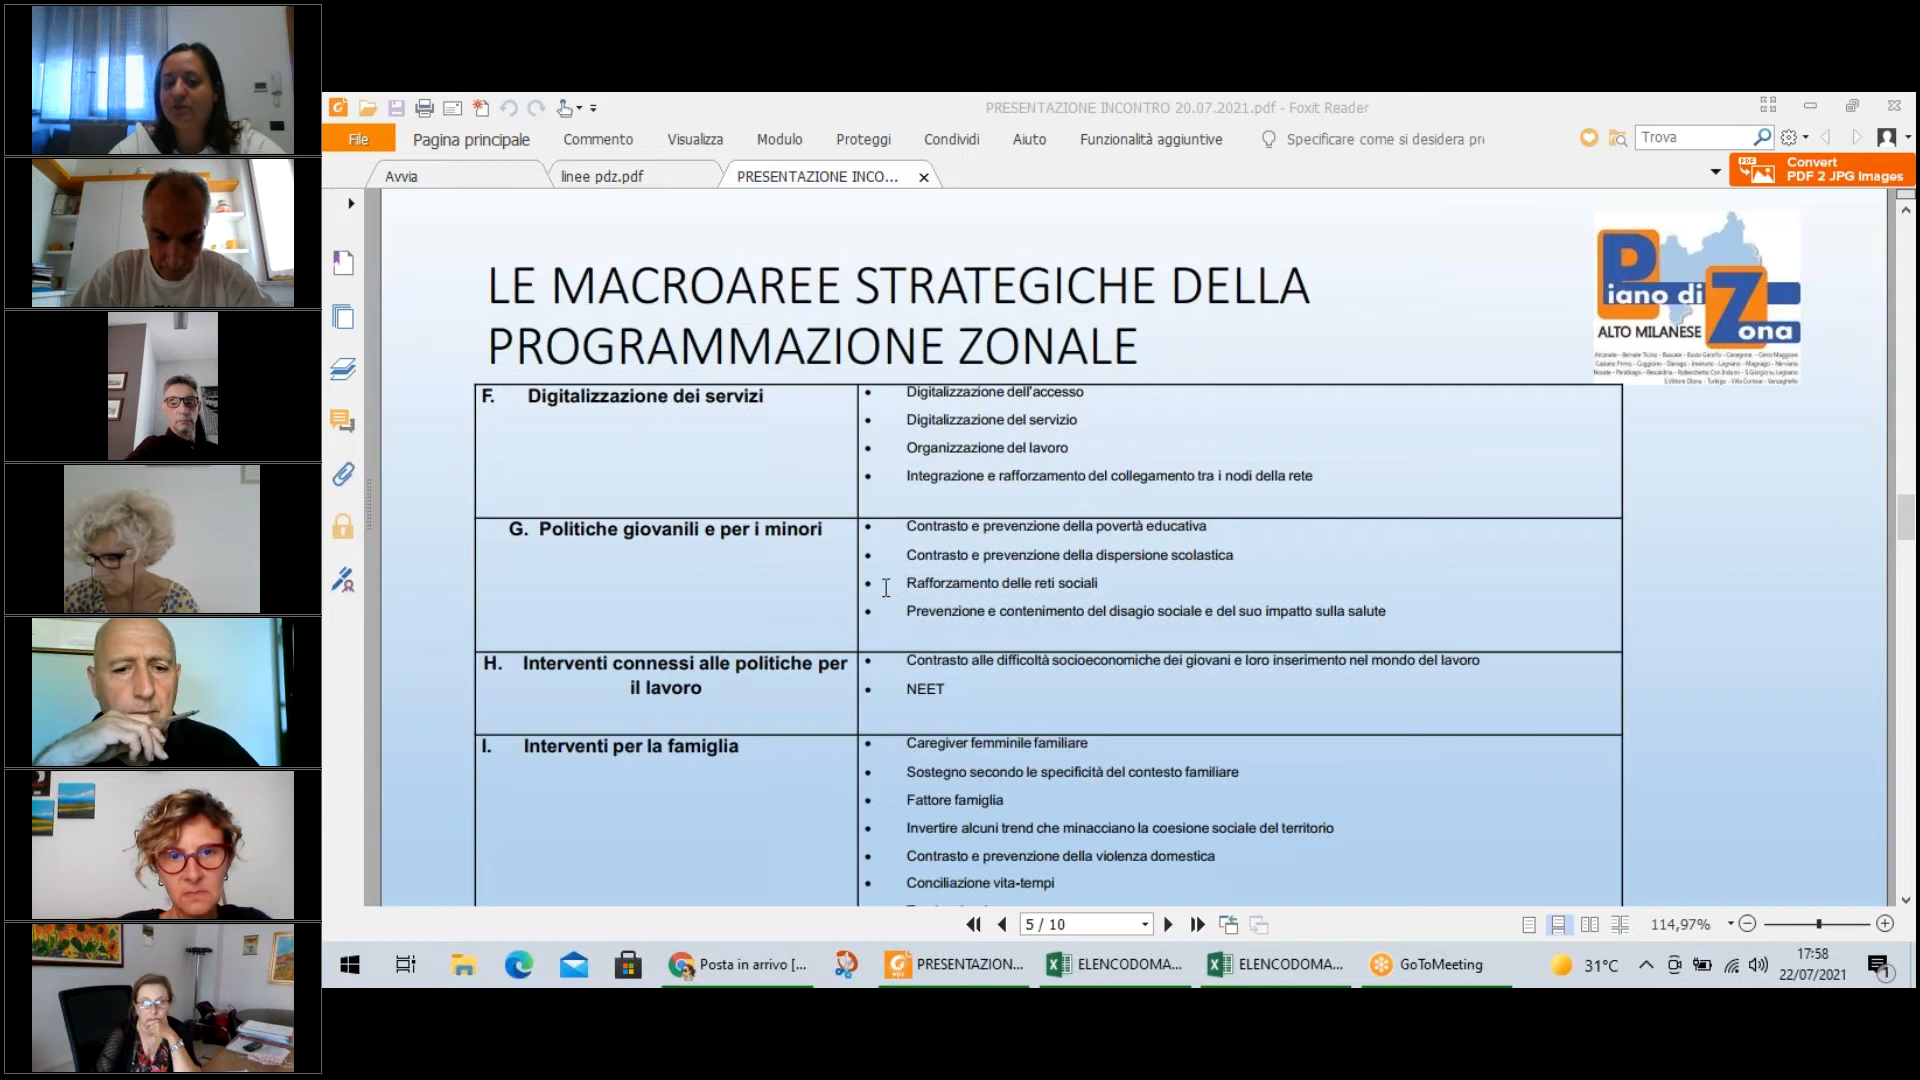 PRESENTAZIONE INCONTRO 20.07.2021.pdf - Foxit Reader
File Pagina principale Commento Visualizza Modulo Proteggi Condividi Aiuto Funzionalità aggiuntive Specificare come si desidera pro Trova
Avvia linee pdz.pdf PRESENTAZIONE INCO...
Convert
PDF 2 JPG Images
LE MACROAREE STRATEGICHE DELLA
PROGRAMMAZIONE ZONALE
Piano di Zona
ALTO MILANESE
F. Digitalizzazione dei servizi
• Digitalizzazione dell'accesso
• Digitalizzazione del servizio
• Organizzazione del lavoro
• Integrazione e rafforzamento del collegamento tra i nodi della rete
G. Politiche giovanili e per i minori
• Contrasto e prevenzione della povertà educativa
• Contrasto e prevenzione della dispersione scolastica
• Rafforzamento delle reti sociali
• Prevenzione e contenimento del disagio sociale e del suo impatto sulla salute
H. Interventi connessi alle politiche per
il lavoro
• Contrasto alle difficoltà socioeconomiche dei giovani e loro inserimento nel mondo del lavoro
• NEET
I. Interventi per la famiglia
• Caregiver femminile familiare
• Sostegno secondo le specificità del contesto familiare
• Fattore famiglia
• Invertire alcuni trend che minacciano la coesione sociale del territorio
• Contrasto e prevenzione della violenza domestica
• Conciliazione vita-tempi
5 / 10
114,97%
Posta in arrivo [... PRESENTAZION... ELENCODOMA... ELENCODOMA... GoToMeeting 31°C
17:58
22/07/2021
1